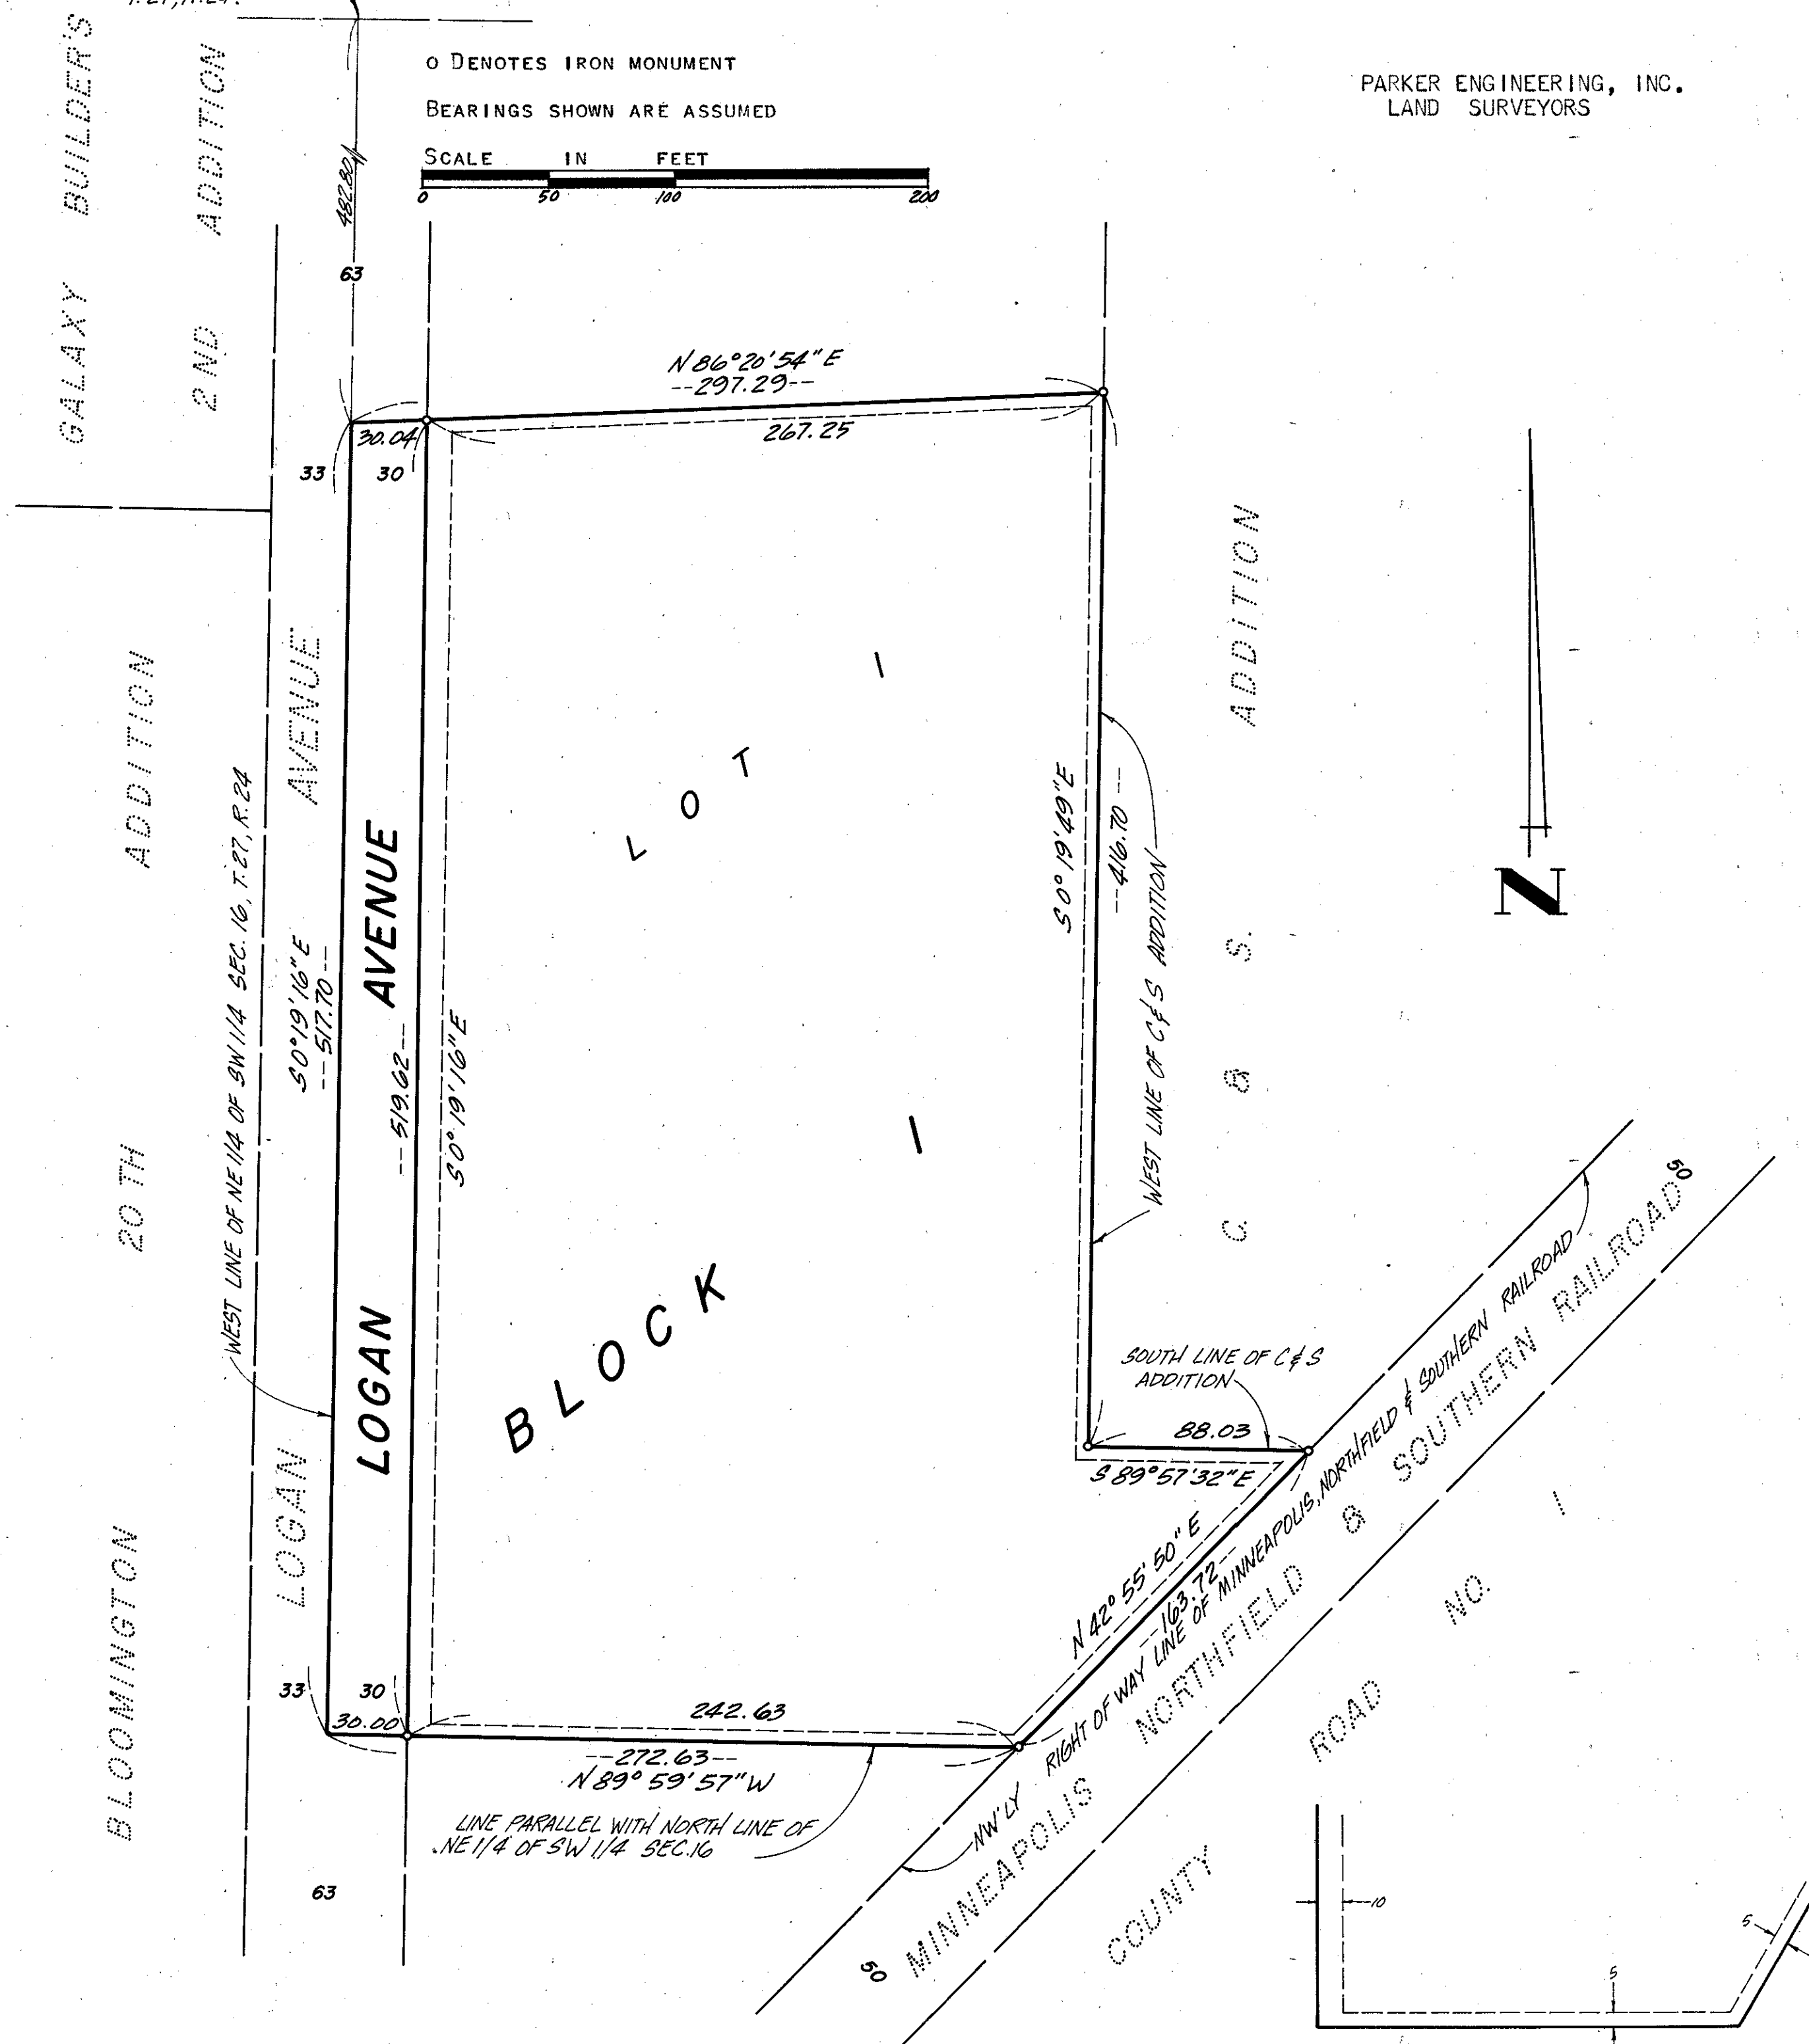 GALAXY BUILDER'S
2ND ADDITION
O DENOTES IRON MONUMENT
BEARINGS SHOWN ARE ASSUMED
SCALE IN FEET
0 50 100 200
PARKER ENGINEERING, INC.
LAND SURVEYORS
482.80
63
N 86°20'54" E
--297.29--
30.04
267.25
33
30
ADDITION
20TH
BLOOMINGTON
WEST LINE OF NE 1/4 OF SW 1/4 SEC. 16, T.27, R.24
LOGAN AVENUE
S 0°19'16" E
--517.70--
LOGAN AVENUE
--519.62--
S 0°19'16" E
LOT 1
BLOCK 1
S 0°19'49" E
--416.70--
WEST LINE OF C & S ADDITION
C. & S. ADDITION
N
SOUTH LINE OF C & S
ADDITION
88.03
S 89°57'32" E
N 42°55'50" E
--163.72--
NW'LY RIGHT OF WAY LINE OF MINNEAPOLIS, NORTHFIELD & SOUTHERN RAILROAD
50
MINNEAPOLIS NORTHFIELD & SOUTHERN RAILROAD
50
COUNTY ROAD NO. 1
33
30
30.00
242.63
--272.63--
N 89°59'57" W
LINE PARALLEL WITH NORTH LINE OF
NE 1/4 OF SW 1/4 SEC. 16
63
10
5
5